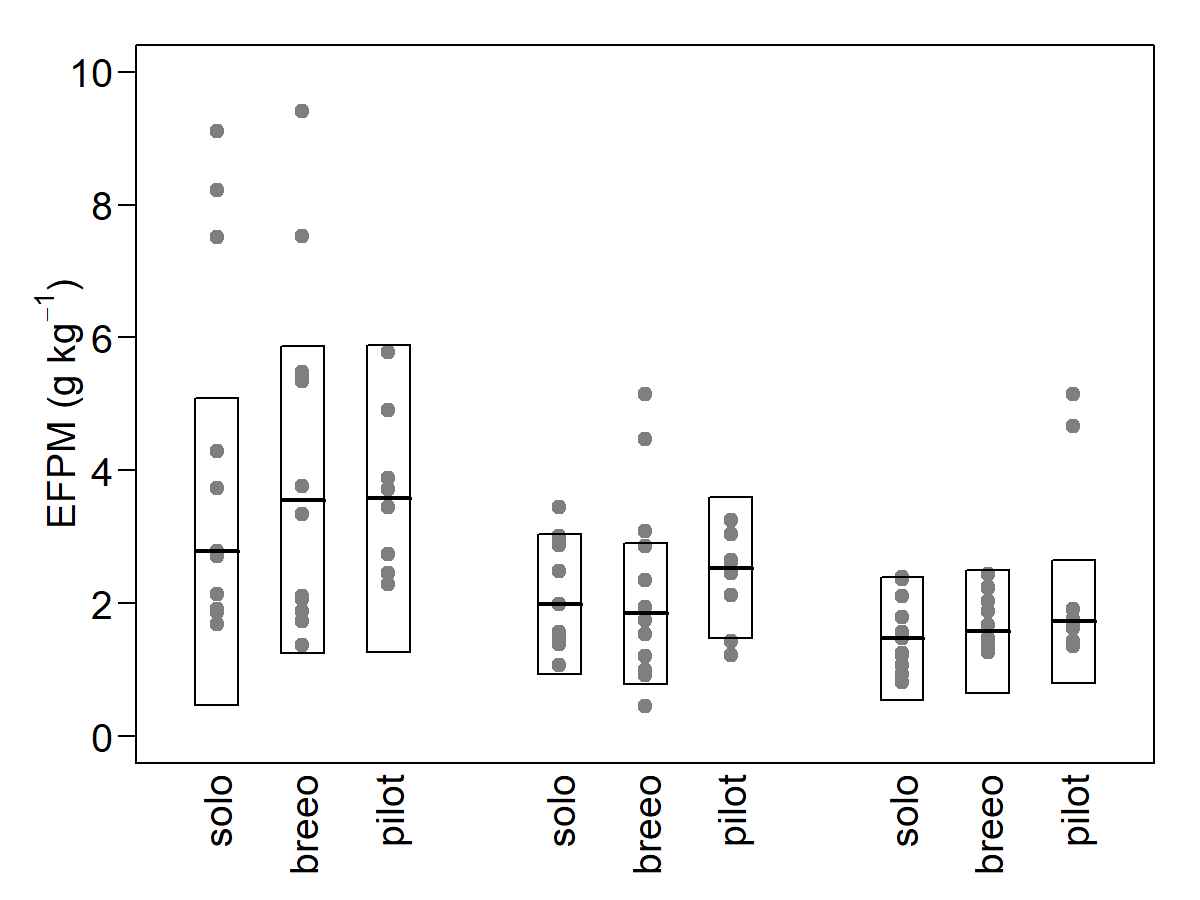 10
8
6
4
2
0
EFPM (g kg⁻¹)
solo
breeo
pilot
solo
breeo
pilot
solo
breeo
pilot